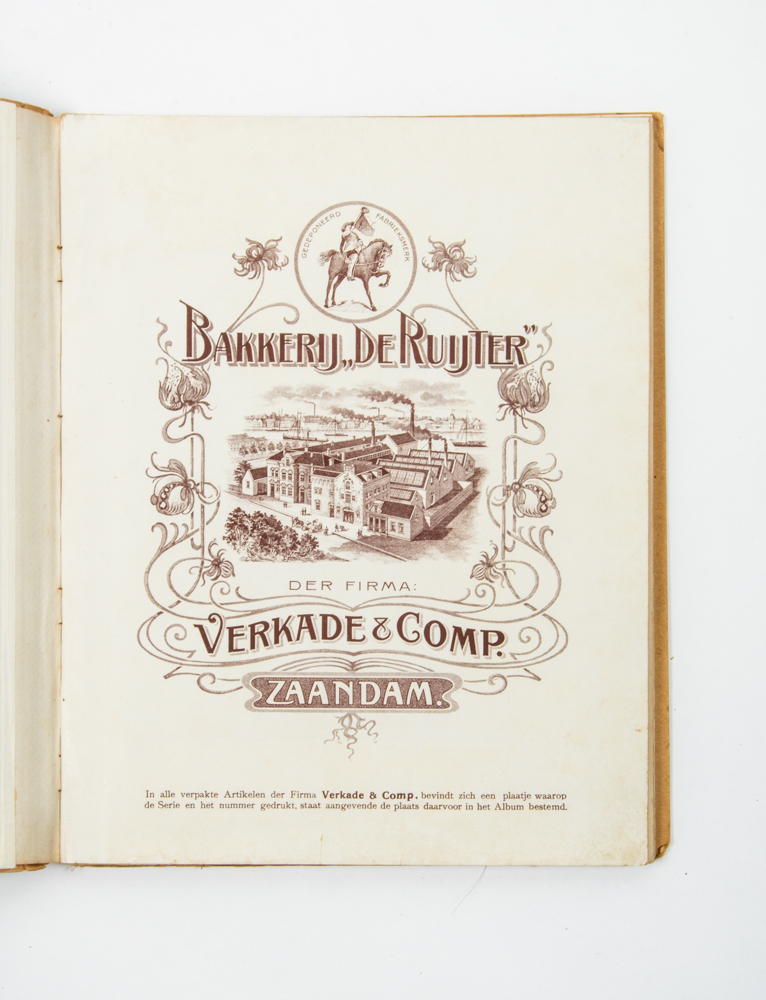 GEDEPONEERD FABRIEKSMERK
BAKKERIJ „DE RUIJTER”
DER FIRMA:
VERKADE & COMP.
ZAANDAM.
In alle verpakte Artikelen der Firma Verkade & Comp. bevindt zich een plaatje waarop
de Serie en het nummer gedrukt, staat aangevende de plaats daarvoor in het Album bestemd.